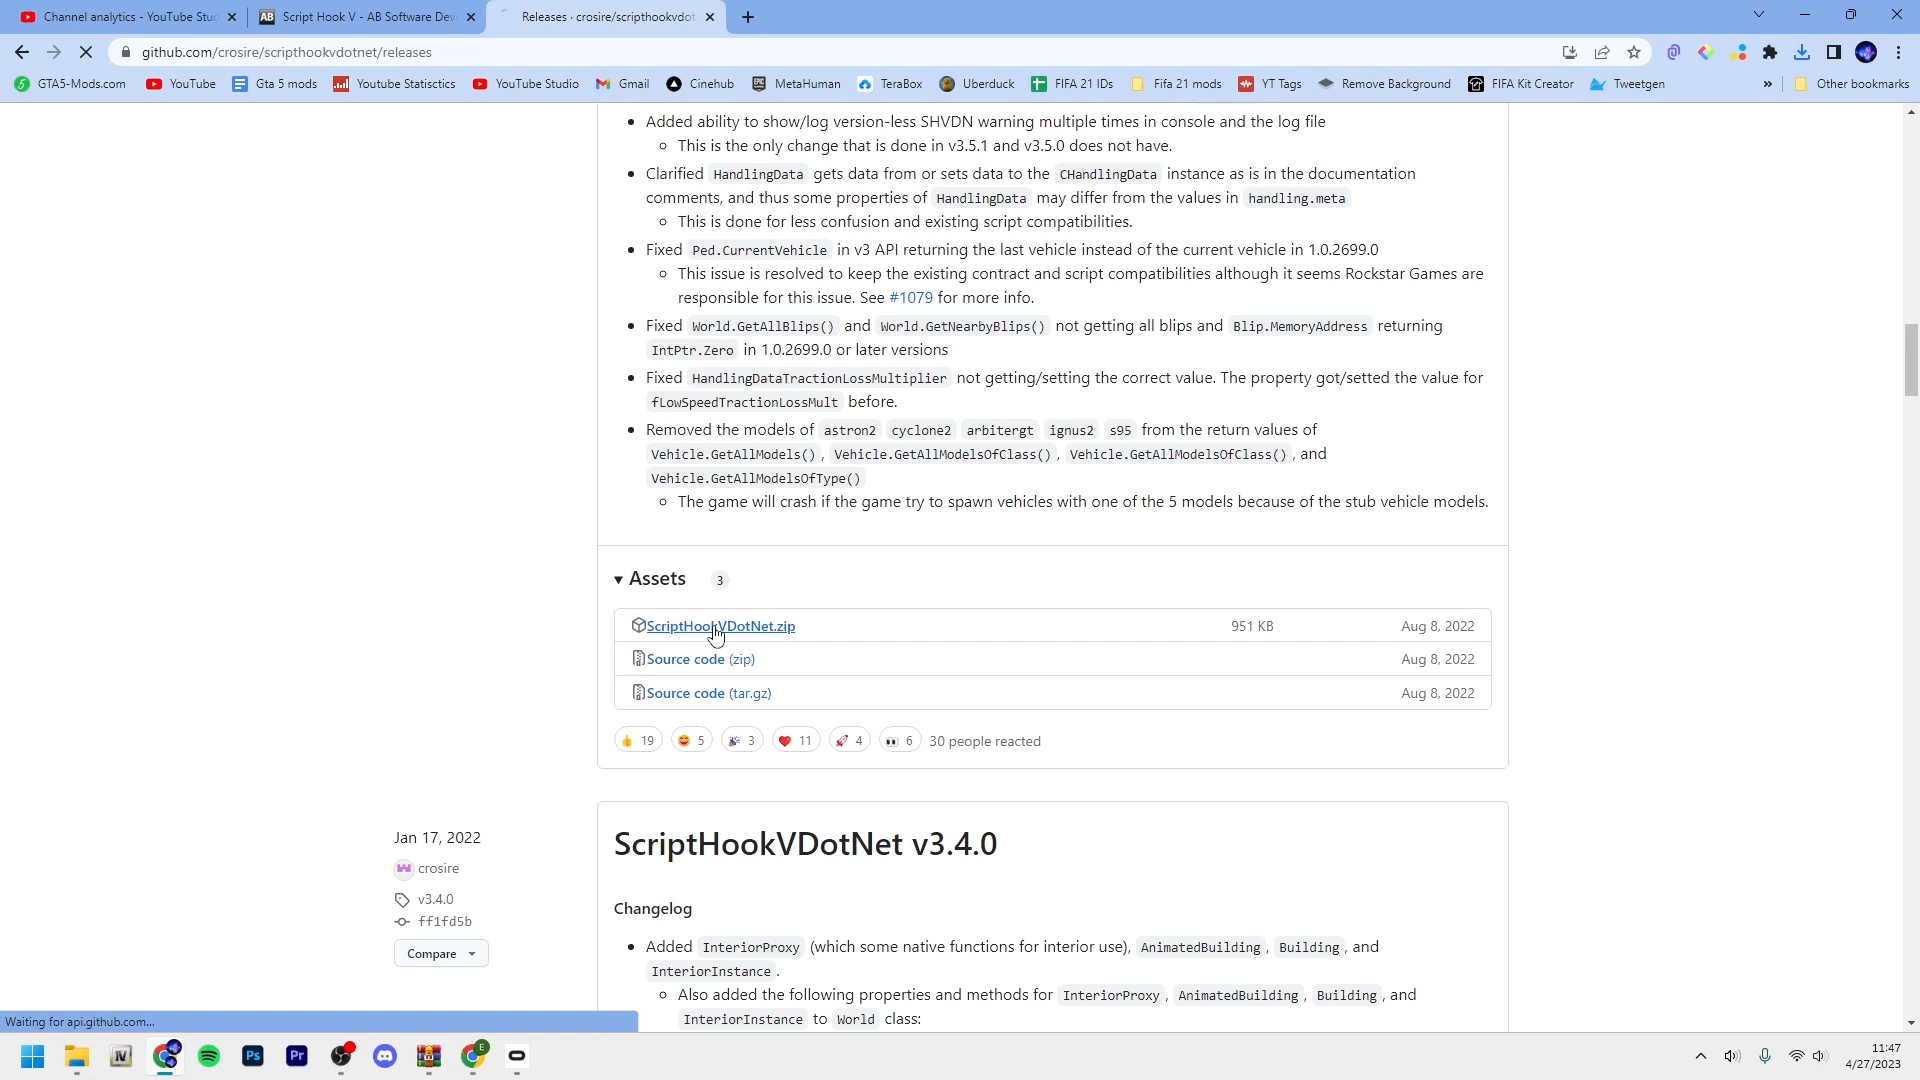 Channel analytics - YouTube Stu
Script Hook V - AB Software Dev
Releases · crosire/scripthookvdot
github.com/crosire/scripthookvdotnet/releases
GTA5-Mods.com
YouTube
Gta 5 mods
Youtube Statisctics
YouTube Studio
Gmail
Cinehub
MetaHuman
TeraBox
Uberduck
FIFA 21 IDs
Fifa 21 mods
YT Tags
Remove Background
FIFA Kit Creator
Tweetgen
»
Other bookmarks
Added ability to show/log version-less SHVDN warning multiple times in console and the log file
This is the only change that is done in v3.5.1 and v3.5.0 does not have.
Clarified HandlingData gets data from or sets data to the CHandlingData instance as is in the documentation
comments, and thus some properties of HandlingData may differ from the values in handling.meta
This is done for less confusion and existing script compatibilities.
Fixed Ped.CurrentVehicle in v3 API returning the last vehicle instead of the current vehicle in 1.0.2699.0
This issue is resolved to keep the existing contract and script compatibilities although it seems Rockstar Games are
responsible for this issue. See #1079 for more info.
Fixed World.GetAllBlips() and World.GetNearbyBlips() not getting all blips and Blip.MemoryAddress returning
IntPtr.Zero in 1.0.2699.0 or later versions
Fixed HandlingDataTractionLossMultiplier not getting/setting the correct value. The property got/setted the value for
fLowSpeedTractionLossMult before.
Removed the models of astron2 cyclone2 arbitergt ignus2 s95 from the return values of
Vehicle.GetAllModels() , Vehicle.GetAllModelsOfClass() , Vehicle.GetAllModelsOfClass() , and
Vehicle.GetAllModelsOfType()
The game will crash if the game try to spawn vehicles with one of the 5 models because of the stub vehicle models.
Assets 3
ScriptHookVDotNet.zip 951 KB Aug 8, 2022
Source code (zip) Aug 8, 2022
Source code (tar.gz) Aug 8, 2022
19 5 3 11 4 6 30 people reacted
Jan 17, 2022
crosire
v3.4.0
ff1fd5b
Compare
ScriptHookVDotNet v3.4.0
Changelog
Added InteriorProxy (which some native functions for interior use), AnimatedBuilding , Building , and
InteriorInstance .
Also added the following properties and methods for InteriorProxy , AnimatedBuilding , Building , and
InteriorInstance to World class:
Waiting for api.github.com...
11:47
4/27/2023